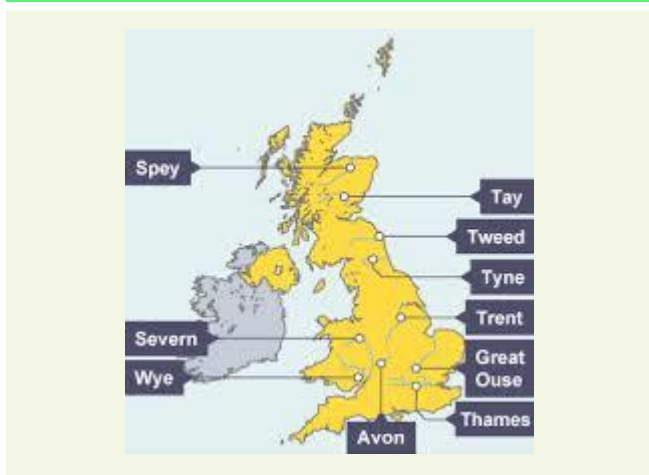 Spey
Tay
Tweed
Tyne
Trent
Severn
Great
Ouse
Wye
Thames
Avon